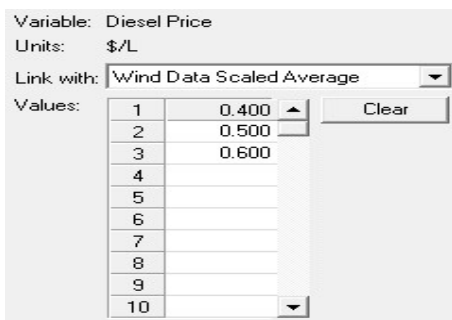 Variable: Diesel Price
Units: $/L
Link with: Wind Data Scaled Average
Values: 1 0.400 Clear
2 0.500
3 0.600
4
5
6
7
8
9
10